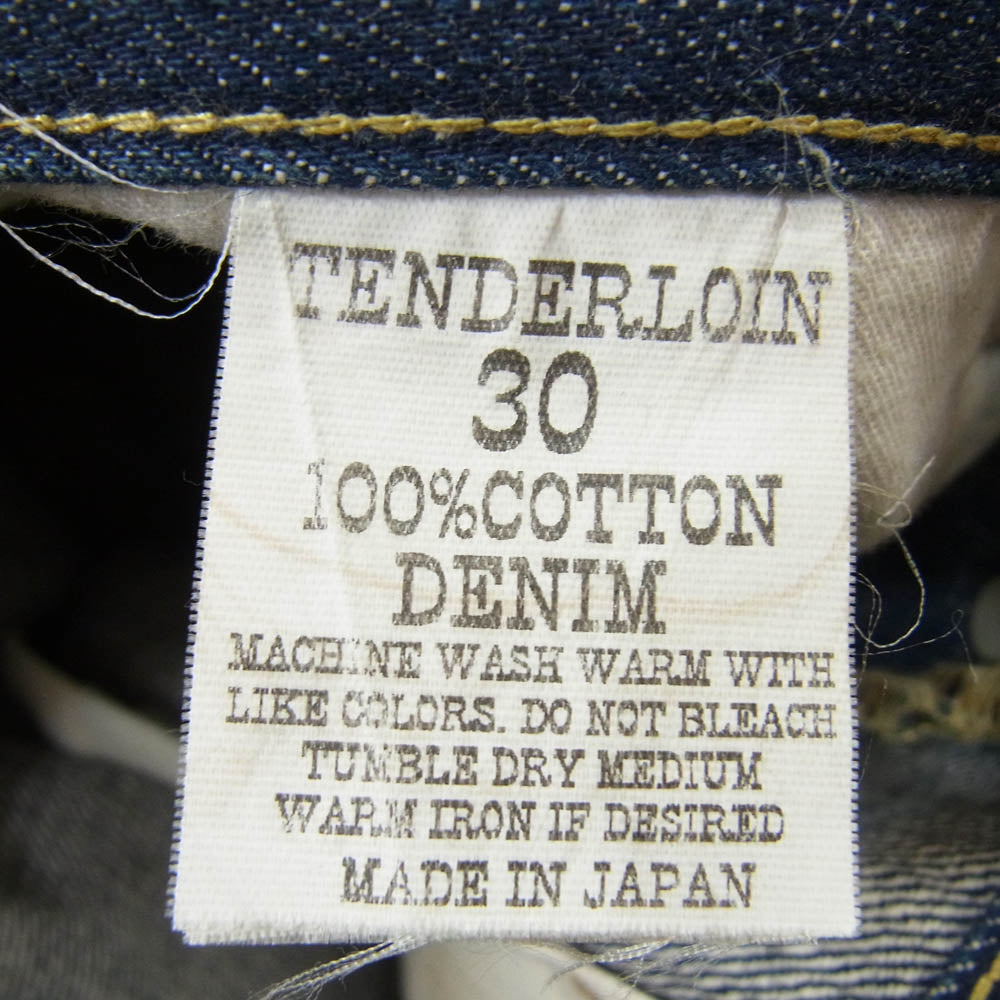 TENDERLOIN
30
100%COTTON
DENIM
MACHINE WASH WARM WITH
LIKE COLORS. DO NOT BLEACH
TUMBLE DRY MEDIUM
WARM IRON IF DESIRED
MADE IN JAPAN